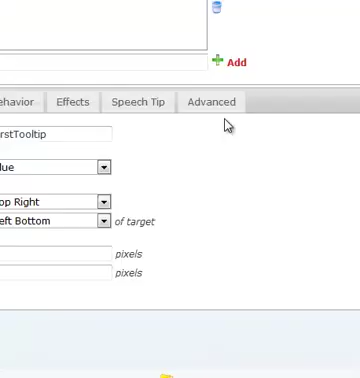 Add
ehavior Effects Speech Tip Advanced
rstTooltip
lue
op Right
eft Bottom of target
pixels
pixels